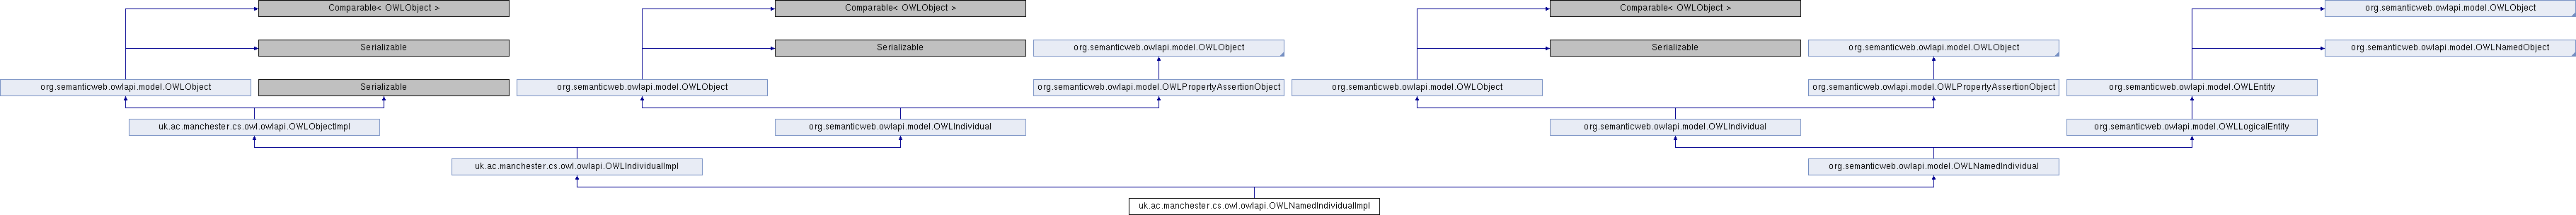 Comparable< OWLObject >
Comparable< OWLObject >
Comparable< OWLObject >
org.semanticweb.owlapi.model.OWLObject
Serializable
Serializable
org.semanticweb.owlapi.model.OWLObject
Serializable
org.semanticweb.owlapi.model.OWLObject
org.semanticweb.owlapi.model.OWLNamedObject
org.semanticweb.owlapi.model.OWLObject
Serializable
org.semanticweb.owlapi.model.OWLObject
org.semanticweb.owlapi.model.OWLPropertyAssertionObject
org.semanticweb.owlapi.model.OWLObject
org.semanticweb.owlapi.model.OWLPropertyAssertionObject
org.semanticweb.owlapi.model.OWLEntity
uk.ac.manchester.cs.owl.owlapi.OWLObjectImpl
org.semanticweb.owlapi.model.OWLIndividual
org.semanticweb.owlapi.model.OWLIndividual
org.semanticweb.owlapi.model.OWLLogicalEntity
uk.ac.manchester.cs.owl.owlapi.OWLIndividualImpl
org.semanticweb.owlapi.model.OWLNamedIndividual
uk.ac.manchester.cs.owl.owlapi.OWLNamedIndividualImpl